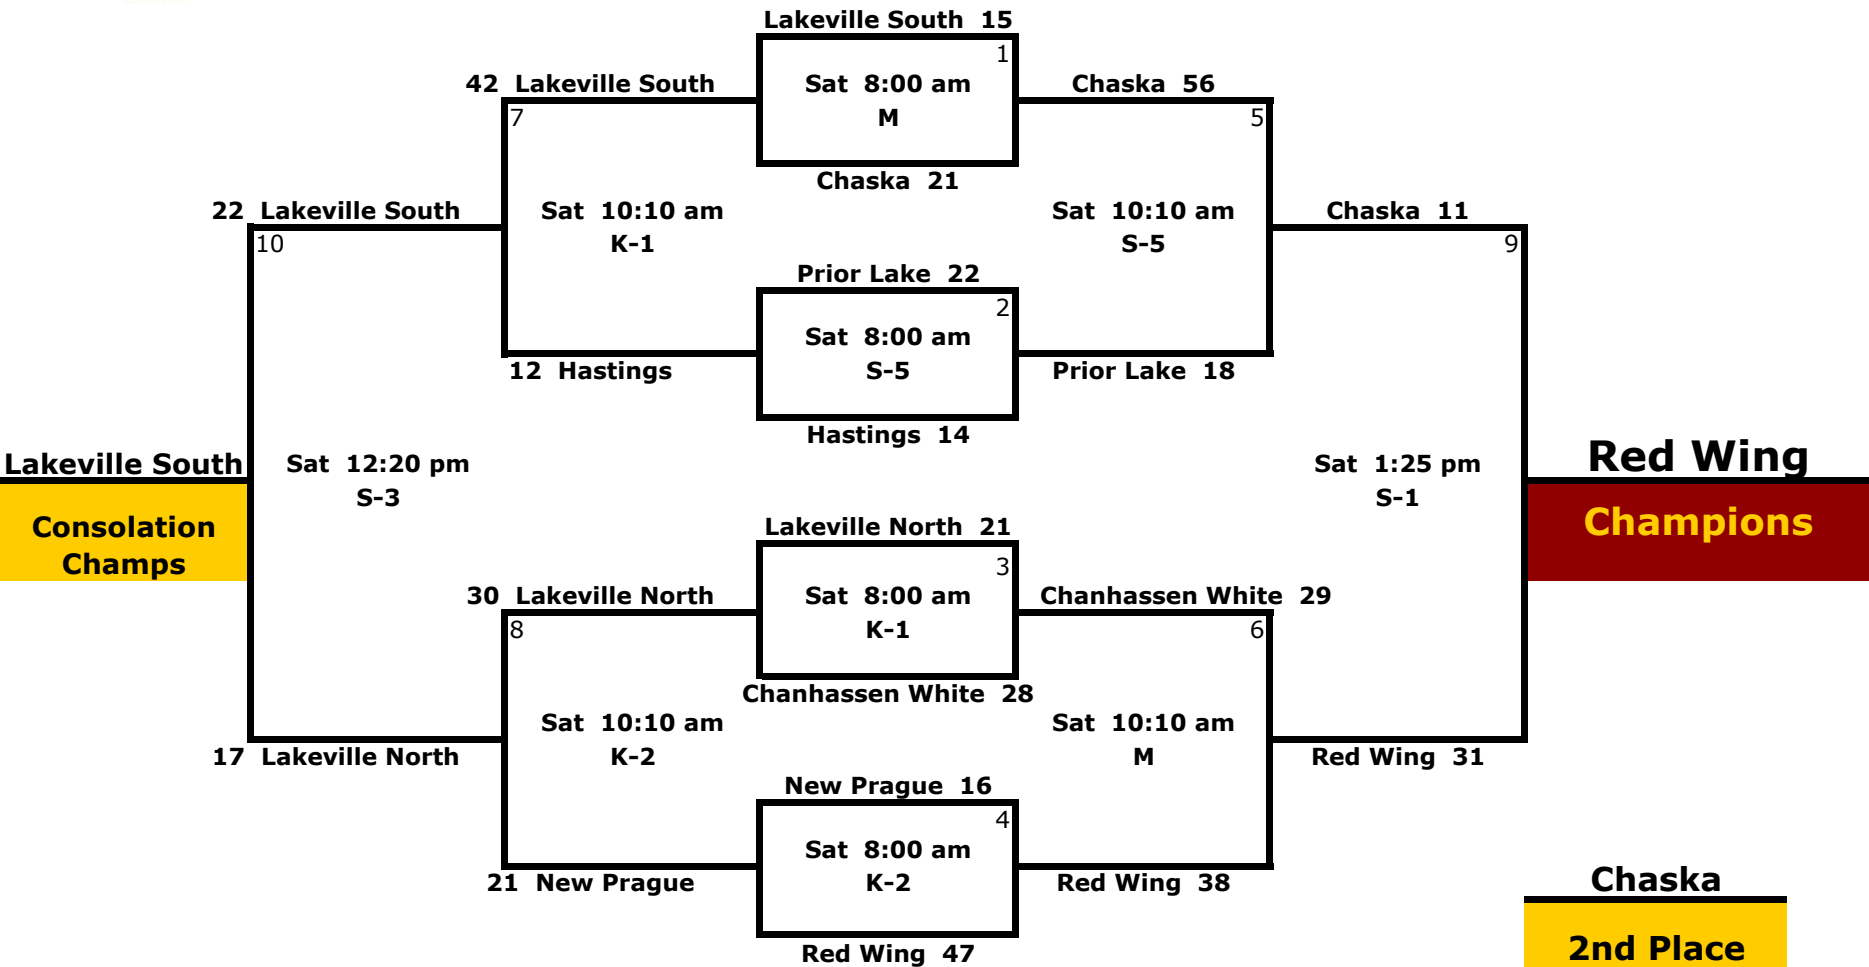 Lakeville South 15
1
42 Lakeville South
Sat 8:00 am
Chaska 56
7
M
5
Chaska 21
22 Lakeville South
Sat 10:10 am
Sat 10:10 am
Chaska 11
10
K-1
S-5
9
Prior Lake 22
2
Sat 8:00 am
12 Hastings
S-5
Prior Lake 18
Hastings 14
Lakeville South
Sat 12:20 pm
Sat 1:25 pm
Red Wing
S-3
S-1
Consolation
Champs
Champions
Lakeville North 21
3
30 Lakeville North
Sat 8:00 am
Chanhassen White 29
8
K-1
6
Chanhassen White 28
Sat 10:10 am
Sat 10:10 am
17 Lakeville North
K-2
M
Red Wing 31
New Prague 16
4
Sat 8:00 am
21 New Prague
K-2
Red Wing 38
Chaska
Red Wing 47
2nd Place